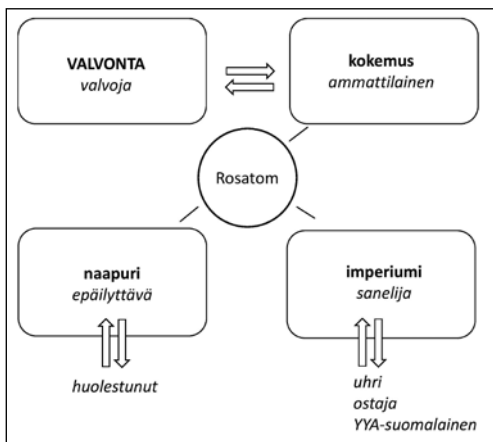 VALVONTA
valvoja
kokemus
ammattilainen
Rosatom
naapuri
epäilyttävä
imperiumi
sanelija
huolestunut
uhri
ostaja
YYA-suomalainen